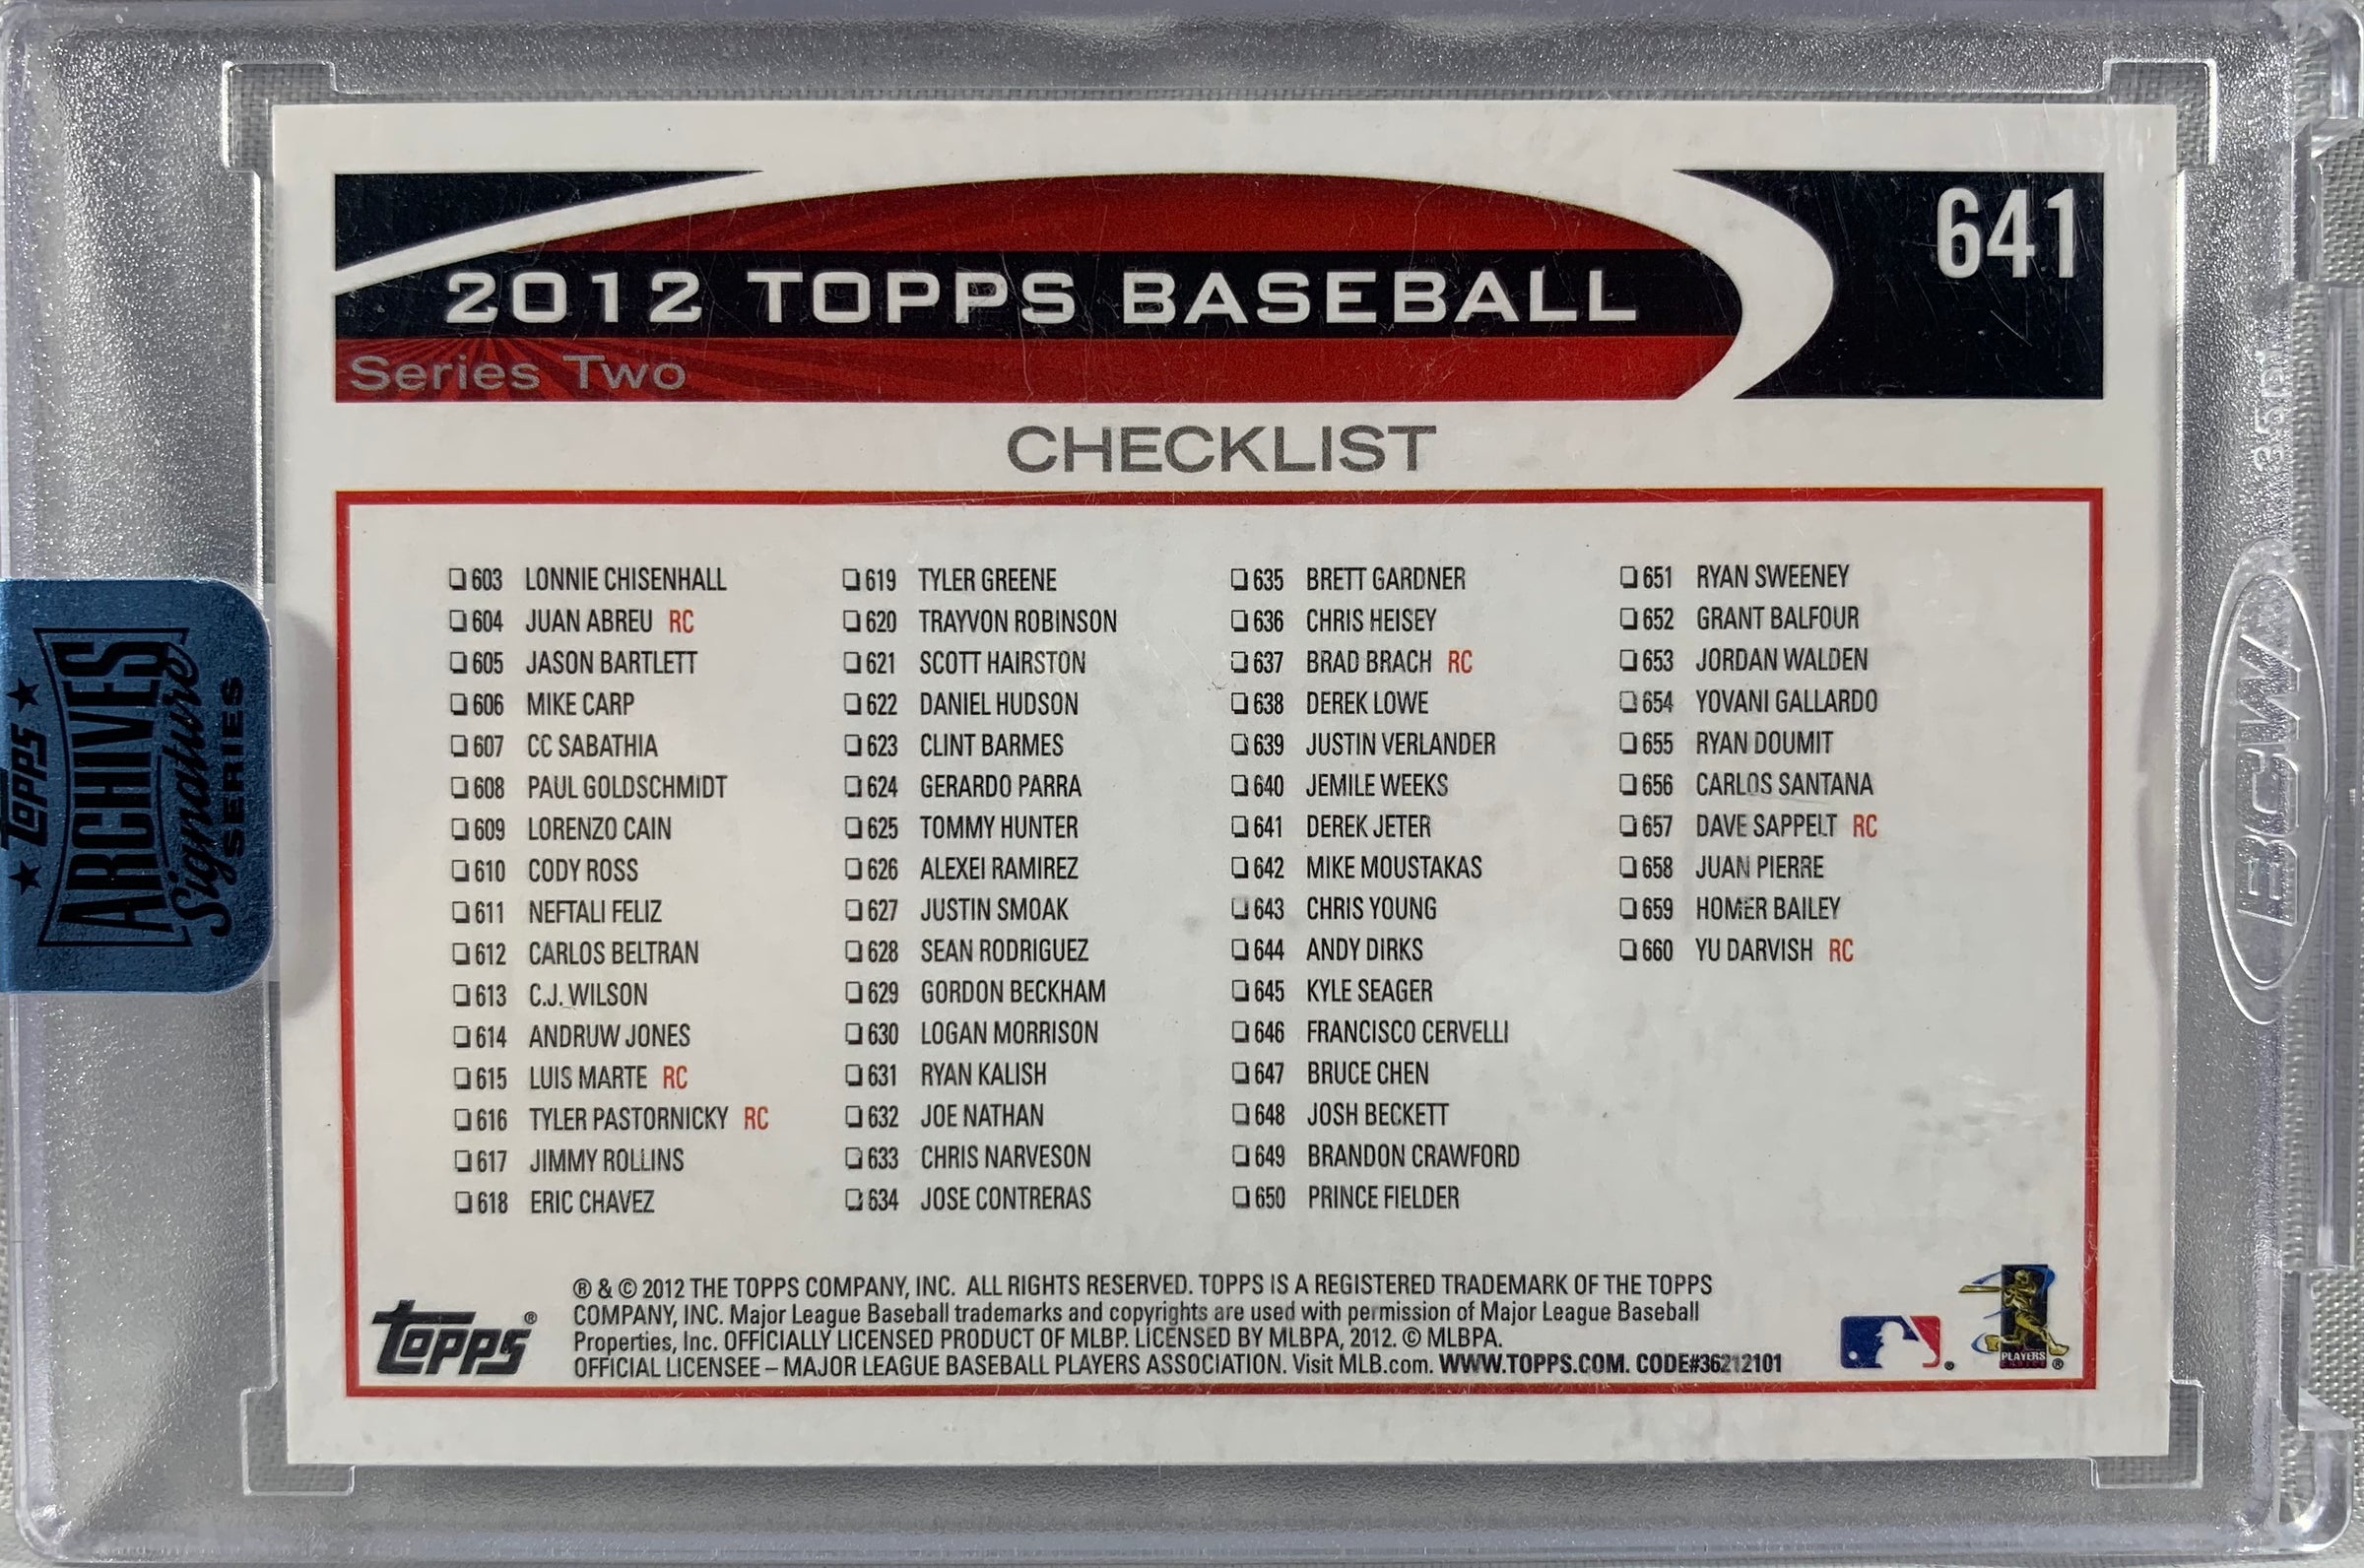 641
2012 TOPPS BASEBALL
Series Two
CHECKLIST
603 LONNIE CHISENHALL
604 JUAN ABREU RC
605 JASON BARTLETT
606 MIKE CARP
607 CC SABATHIA
608 PAUL GOLDSCHMIDT
609 LORENZO CAIN
610 CODY ROSS
611 NEFTALI FELIZ
612 CARLOS BELTRAN
613 C.J. WILSON
614 ANDRUW JONES
615 LUIS MARTE RC
616 TYLER PASTORNICKY RC
617 JIMMY ROLLINS
618 ERIC CHAVEZ
619 TYLER GREENE
620 TRAYVON ROBINSON
621 SCOTT HAIRSTON
622 DANIEL HUDSON
623 CLINT BARMES
624 GERARDO PARRA
625 TOMMY HUNTER
626 ALEXEI RAMIREZ
627 JUSTIN SMOAK
628 SEAN RODRIGUEZ
629 GORDON BECKHAM
630 LOGAN MORRISON
631 RYAN KALISH
632 JOE NATHAN
633 CHRIS NARVESON
634 JOSE CONTRERAS
635 BRETT GARDNER
636 CHRIS HEISEY
637 BRAD BRACH RC
638 DEREK LOWE
639 JUSTIN VERLANDER
640 JEMILE WEEKS
641 DEREK JETER
642 MIKE MOUSTAKAS
643 CHRIS YOUNG
644 ANDY DIRKS
645 KYLE SEAGER
646 FRANCISCO CERVELLI
647 BRUCE CHEN
648 JOSH BECKETT
649 BRANDON CRAWFORD
650 PRINCE FIELDER
651 RYAN SWEENEY
652 GRANT BALFOUR
653 JORDAN WALDEN
654 YOVANI GALLARDO
655 RYAN DOUMIT
656 CARLOS SANTANA
657 DAVE SAPPELT RC
658 JUAN PIERRE
659 HOMER BAILEY
660 YU DARVISH RC
Topps®
® & © 2012 THE TOPPS COMPANY, INC. ALL RIGHTS RESERVED. TOPPS IS A REGISTERED TRADEMARK OF THE TOPPS
COMPANY, INC. Major League Baseball trademarks and copyrights are used with permission of Major League Baseball
Properties, Inc. OFFICIALLY LICENSED PRODUCT OF MLBP. LICENSED BY MLBPA, 2012. © MLBPA.
OFFICIAL LICENSEE – MAJOR LEAGUE BASEBALL PLAYERS ASSOCIATION. Visit MLB.com. WWW.TOPPS.COM. CODE#36212101
PLAYERS
Topps
ARCHIVES
Signature
SERIES
35pt
BCW